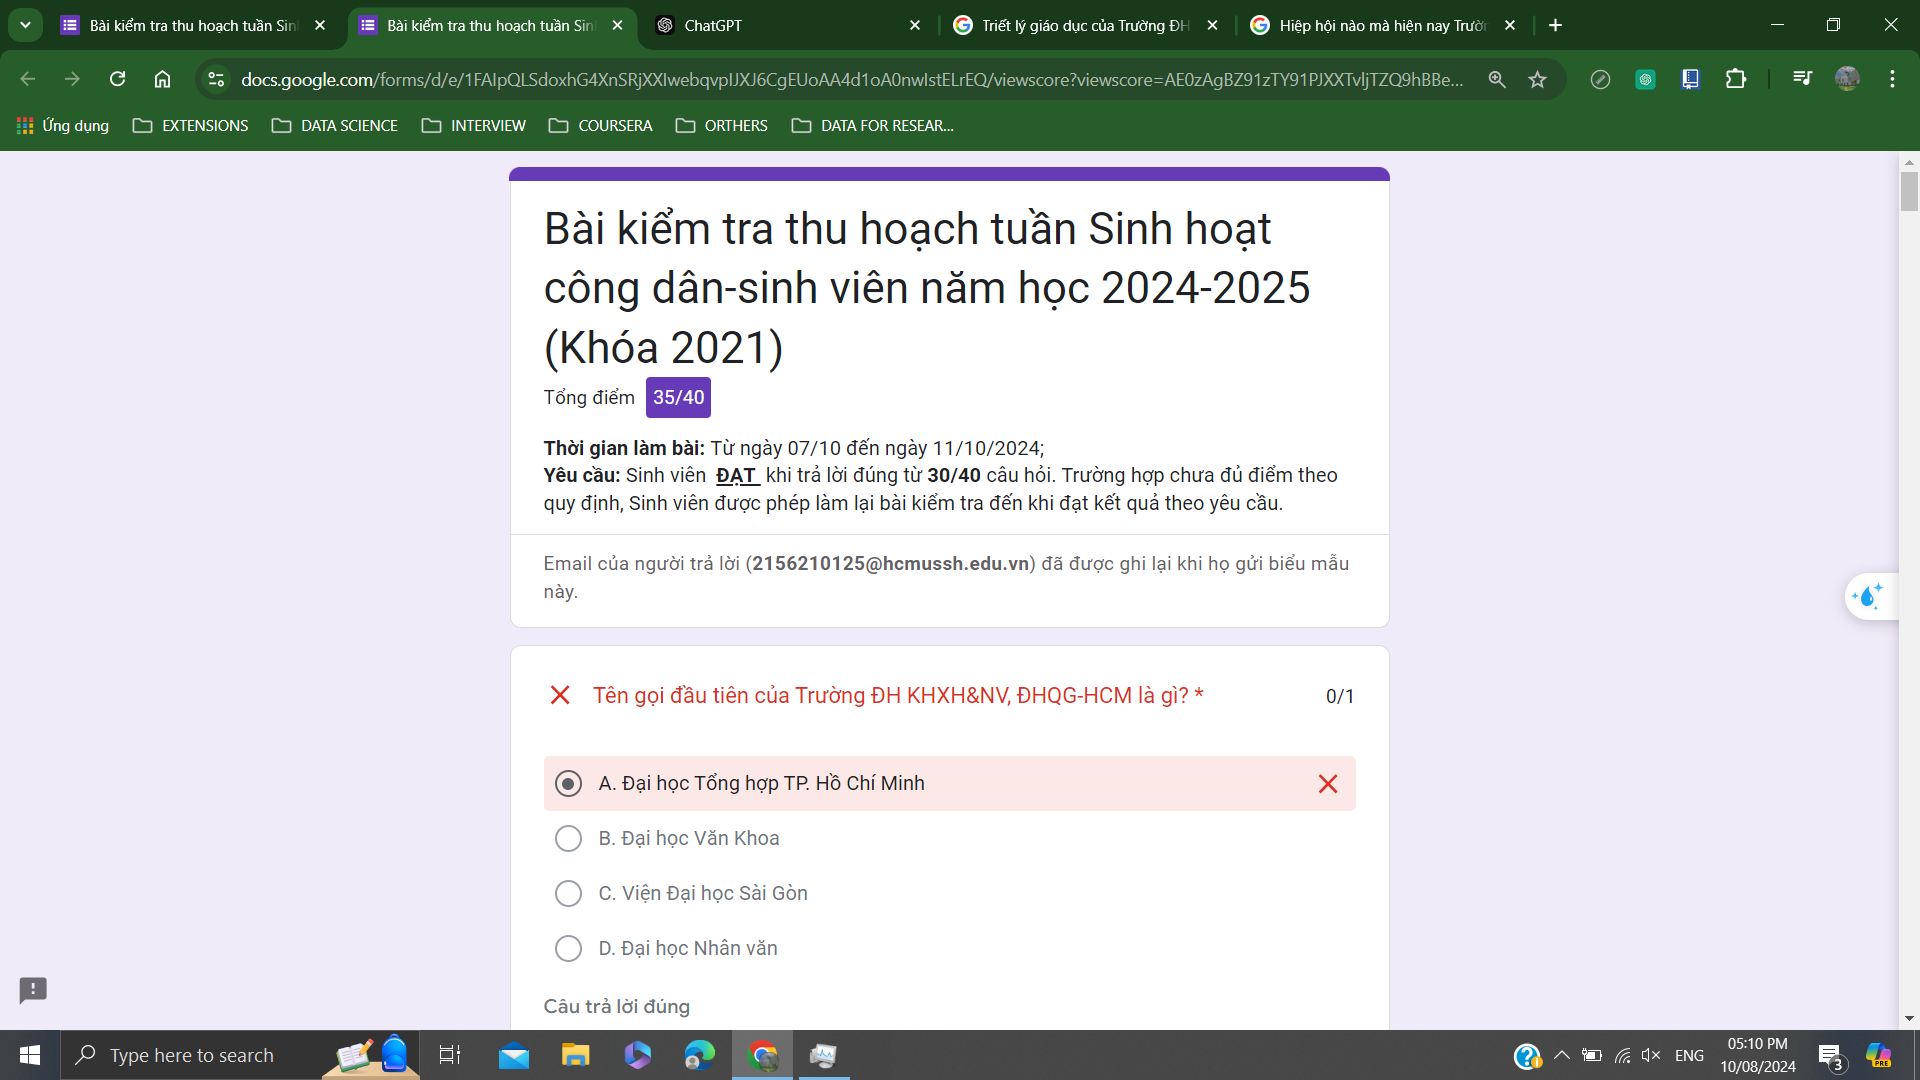 Bài kiểm tra thu hoạch tuần Sin
Bài kiểm tra thu hoạch tuần Sinh
ChatGPT
Triết lý giáo dục của Trường ĐH
Hiệp hội nào mà hiện nay Trườn
docs.google.com/forms/d/e/1FAIpQLSdoxhG4XnSRjXXIwebqvpIJXJ6CgEUoAA4d1oA0nwIstELrEQ/viewscore?viewscore=AE0zAgBZ91zTY91PJXXTvljTZQ9hBBe...
Ứng dụng
EXTENSIONS
DATA SCIENCE
INTERVIEW
COURSERA
ORTHERS
DATA FOR RESEAR...
Bài kiểm tra thu hoạch tuần Sinh hoạt
công dân-sinh viên năm học 2024-2025
(Khóa 2021)
Tổng điểm 35/40
Thời gian làm bài: Từ ngày 07/10 đến ngày 11/10/2024;
Yêu cầu: Sinh viên ĐẠT khi trả lời đúng từ 30/40 câu hỏi. Trường hợp chưa đủ điểm theo
quy định, Sinh viên được phép làm lại bài kiểm tra đến khi đạt kết quả theo yêu cầu.
Email của người trả lời (2156210125@hcmussh.edu.vn) đã được ghi lại khi họ gửi biểu mẫu
này.
Tên gọi đầu tiên của Trường ĐH KHXH&NV, ĐHQG-HCM là gì? * 0/1
A. Đại học Tổng hợp TP. Hồ Chí Minh
B. Đại học Văn Khoa
C. Viện Đại học Sài Gòn
D. Đại học Nhân văn
Câu trả lời đúng
Type here to search
ENG
05:10 PM
10/08/2024
3
PRE